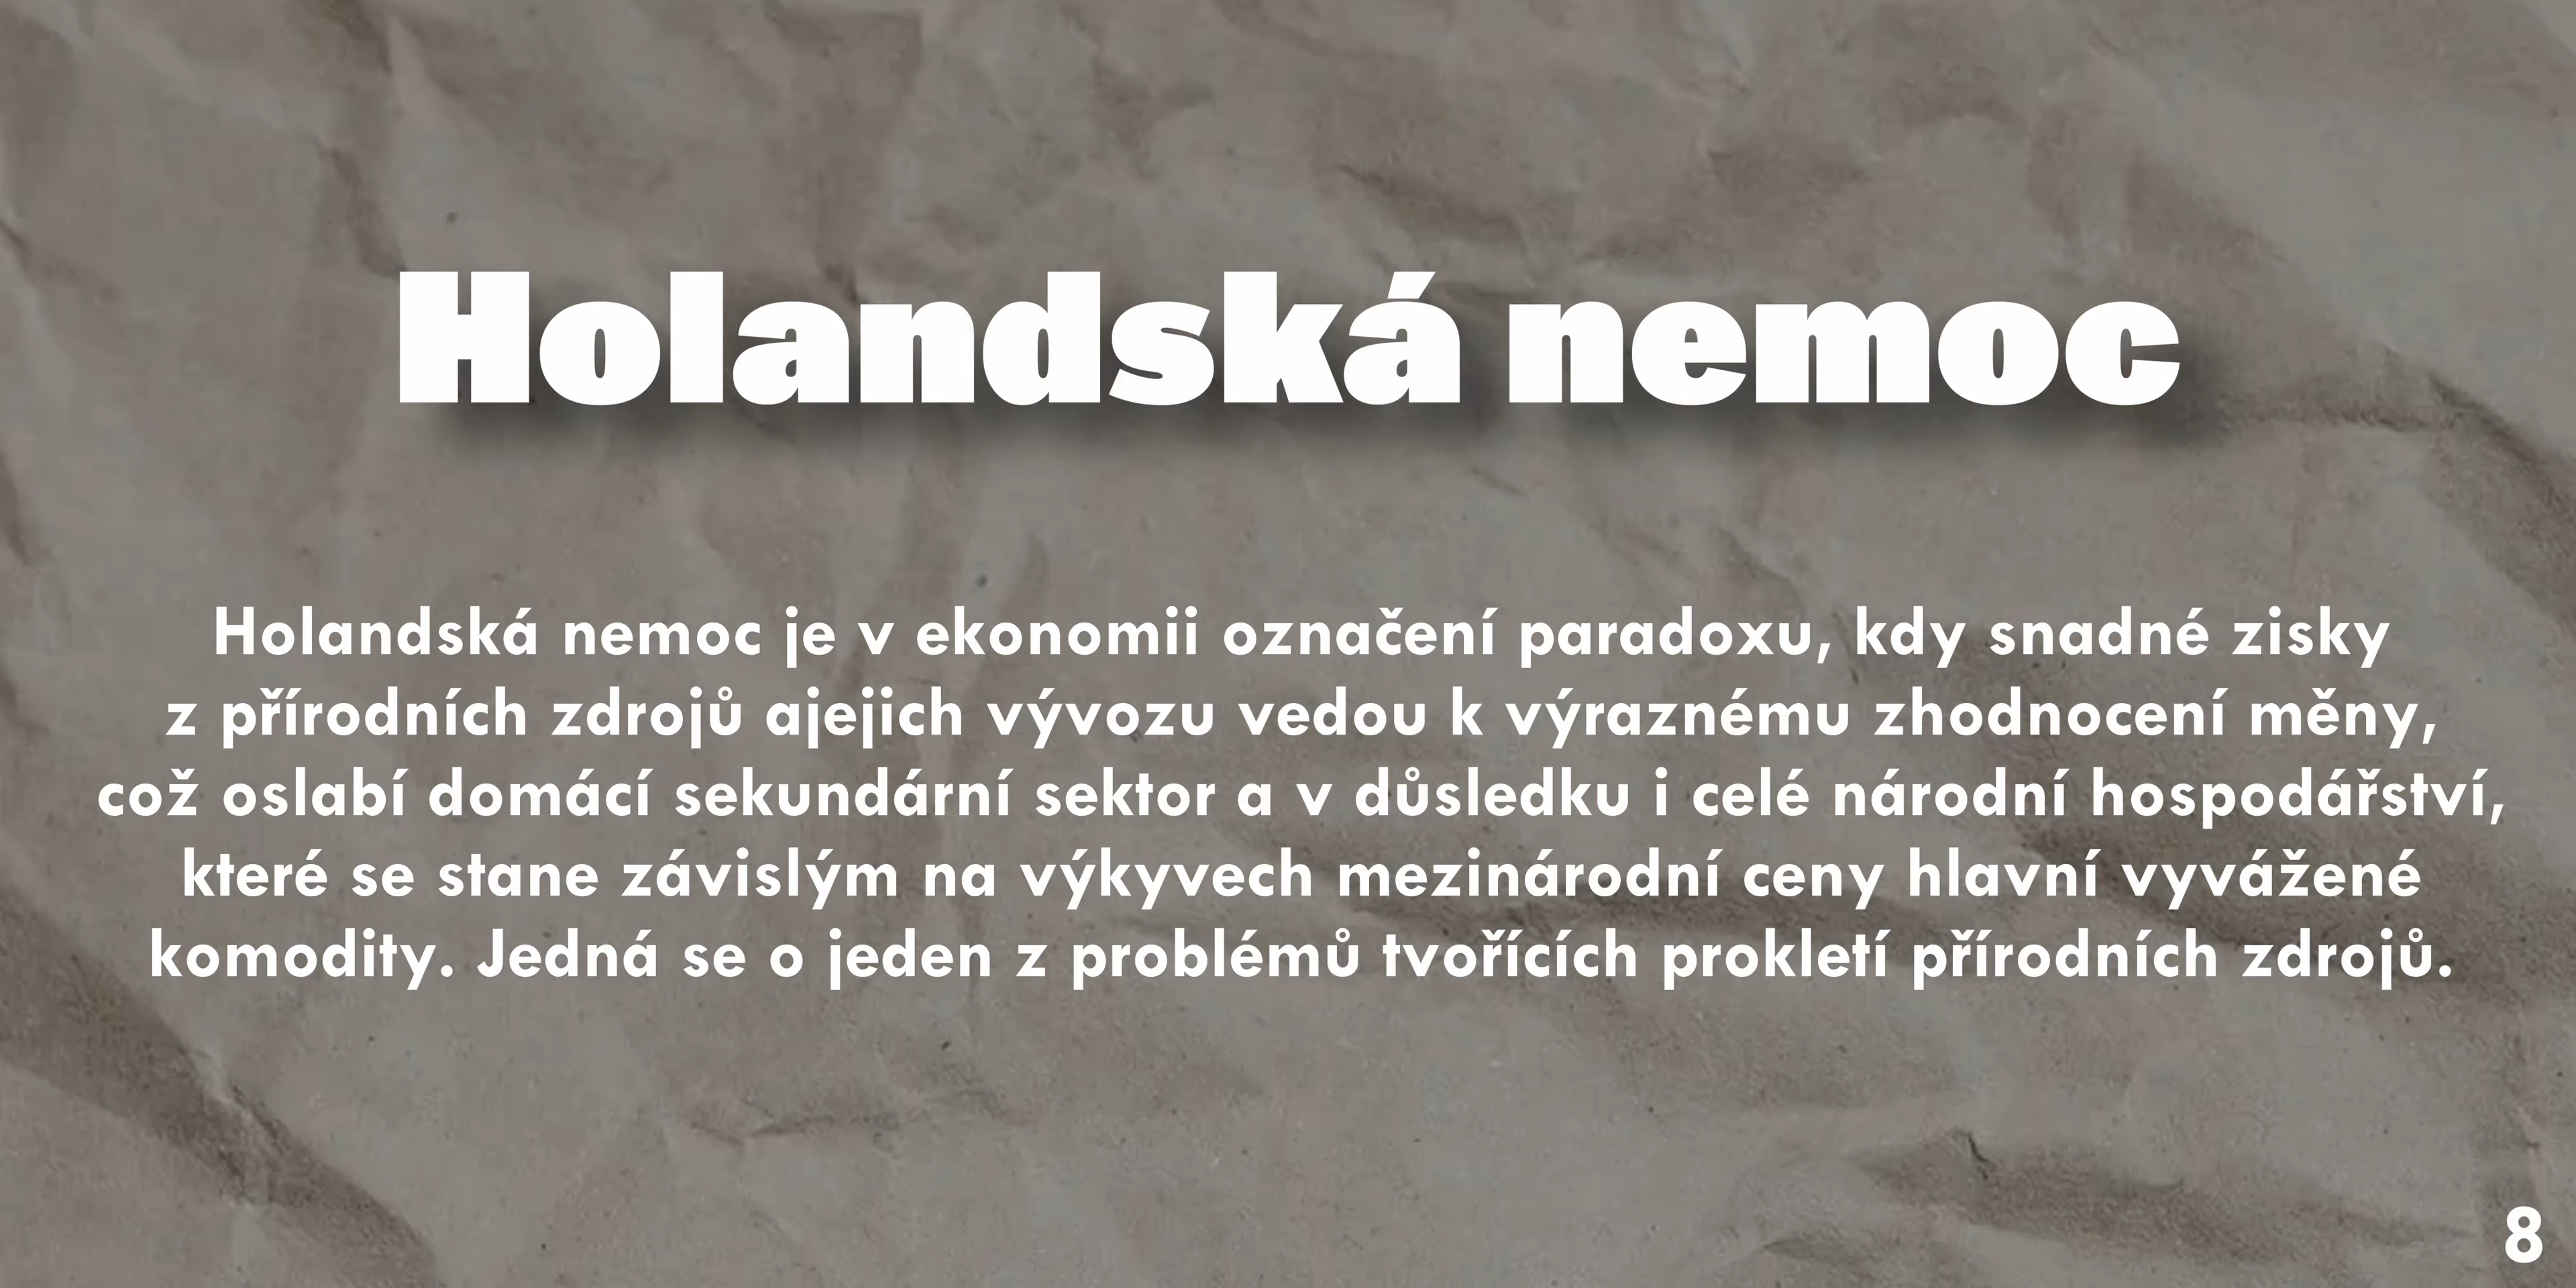 Holandská nemoc
Holandská nemoc je v ekonomii označení paradoxu, kdy snadné zisky
z přírodních zdrojů ajejich vývozu vedou k výraznému zhodnocení měny,
což oslabí domácí sekundární sektor a v důsledku i celé národní hospodářství,
které se stane závislým na výkyvech mezinárodní ceny hlavní vyvážené
komodity. Jedná se o jeden z problémů tvořících prokletí přírodních zdrojů.
8